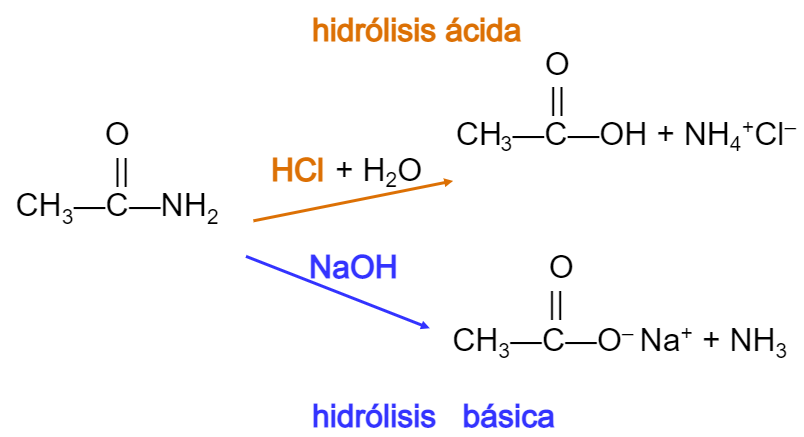 hidrólisis ácida
O
||
CH₃—C—OH + NH₄⁺Cl⁻
O
||
CH₃—C—NH₂
HCl + H₂O
NaOH
O
||
CH₃—C—O⁻ Na⁺ + NH₃
hidrólisis básica